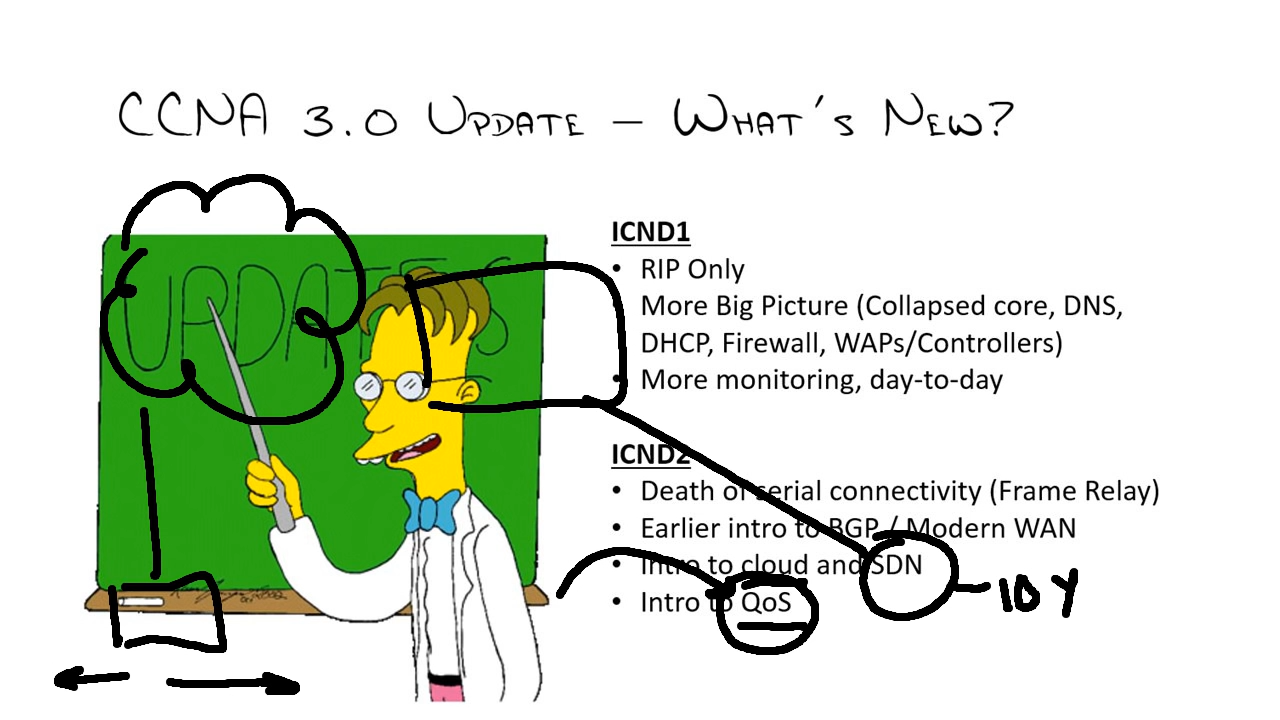 CCNA 3.0 UPDATE – WHAT'S NEW?
UPDATES
ICND1
• RIP Only
More Big Picture (Collapsed core, DNS,
DHCP, Firewall, WAPs/Controllers)
• More monitoring, day-to-day
ICND2
• Death of serial connectivity (Frame Relay)
• Earlier intro to BGP / Modern WAN
• Intro to cloud and SDN
• Intro to QoS
10 Y